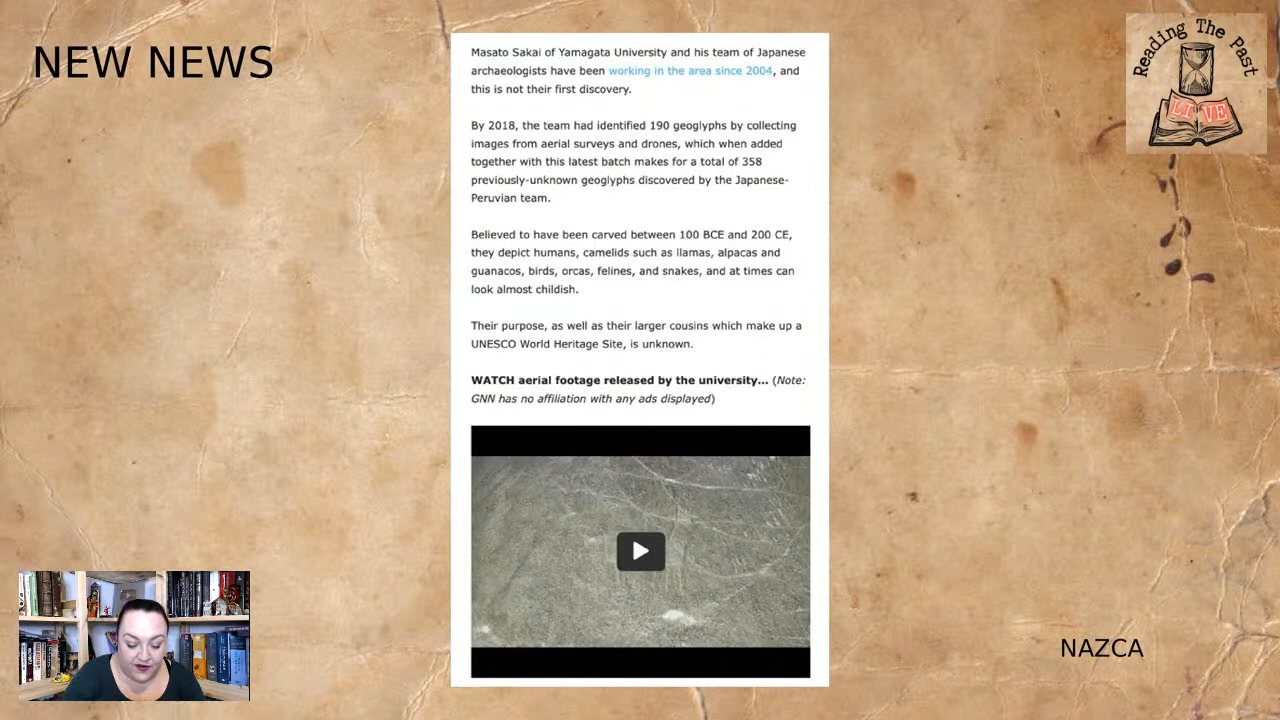 NEW NEWS
Reading The Past
LIVE
Masato Sakai of Yamagata University and his team of Japanese
archaeologists have been working in the area since 2004, and
this is not their first discovery.
By 2018, the team had identified 190 geoglyphs by collecting
images from aerial surveys and drones, which when added
together with this latest batch makes for a total of 358
previously-unknown geoglyphs discovered by the Japanese-
Peruvian team.
Believed to have been carved between 100 BCE and 200 CE,
they depict humans, camelids such as llamas, alpacas and
guanacos, birds, orcas, felines, and snakes, and at times can
look almost childish.
Their purpose, as well as their larger cousins which make up a
UNESCO World Heritage Site, is unknown.
WATCH aerial footage released by the university... (Note:
GNN has no affiliation with any ads displayed)
NAZCA